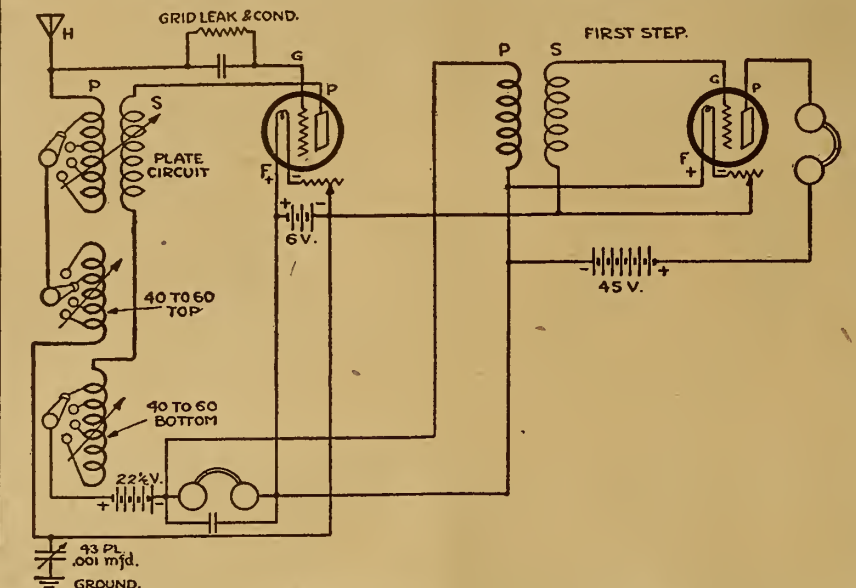 GRID LEAK & COND.
H
G
P
P
S
PLATE
CIRCUIT
F
+
-
+
-
6 V.
40 TO 60
TOP
40 TO 60
BOTTOM
22½ V.
+
-
43 PL.
.001 mfd.
GROUND.
FIRST STEP.
P
S
G
P
F
+
-
-
+
45 V.